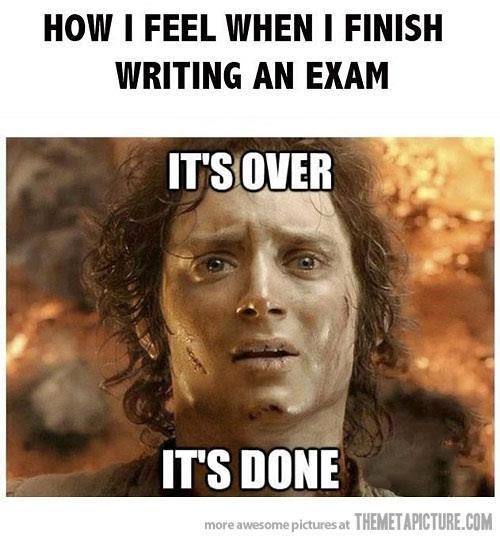 HOW I FEEL WHEN I FINISH
WRITING AN EXAM
IT'S OVER
IT'S DONE
more awesome pictures at THEMETAPICTURE.COM